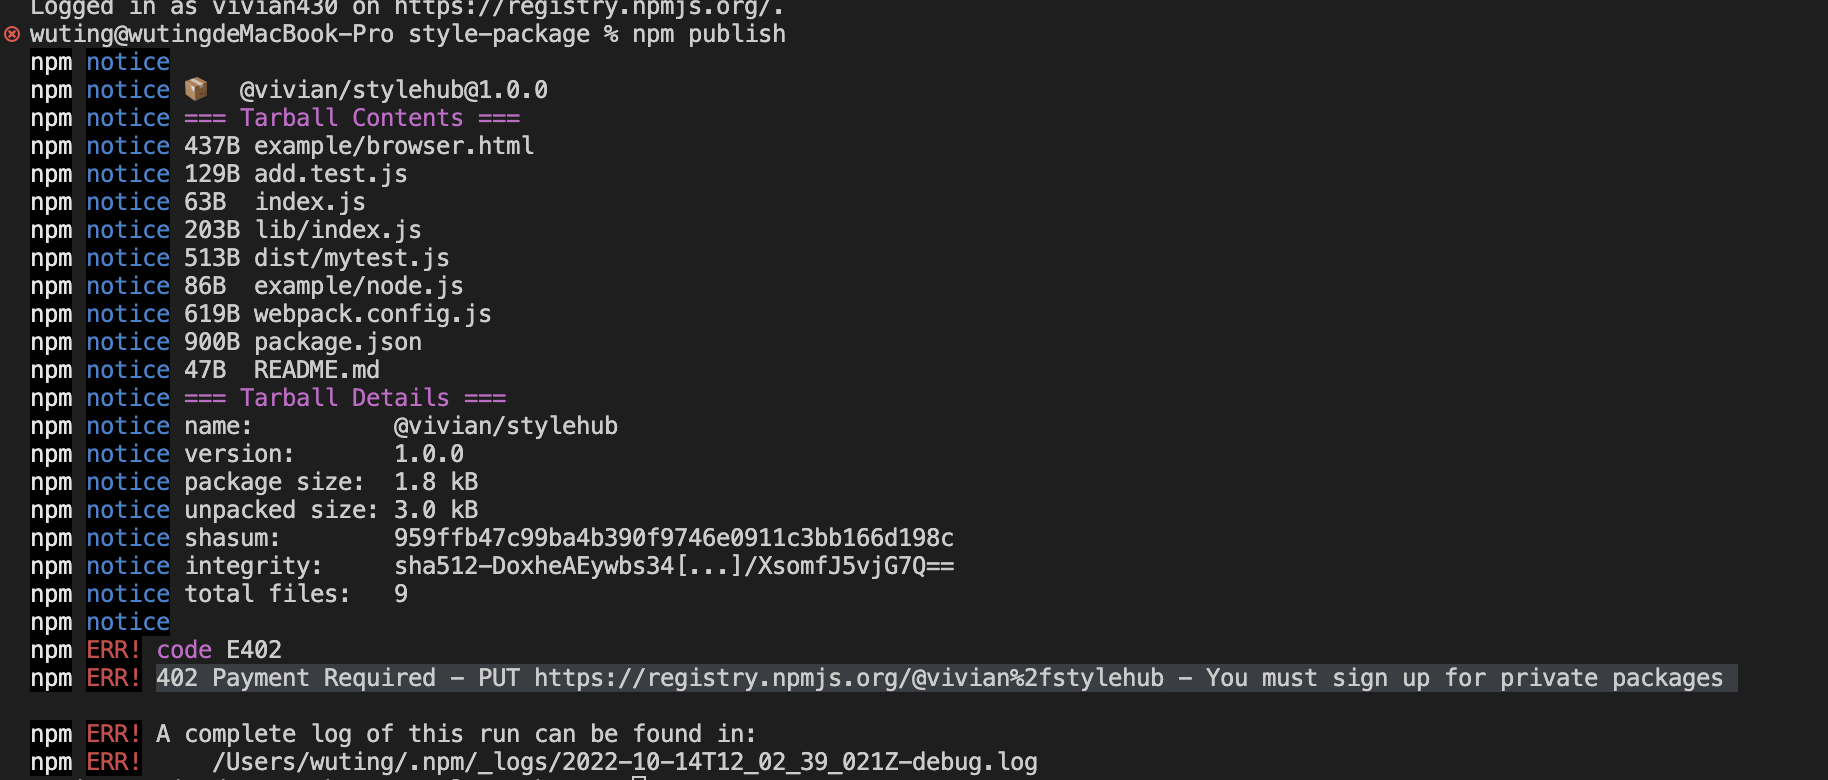 Logged in as vivian430 on https://registry.npmjs.org/.
wuting@wutingdeMacBook-Pro style-package % npm publish
npm notice
npm notice 📦  @vivian/stylehub@1.0.0
npm notice === Tarball Contents ===
npm notice 437B example/browser.html
npm notice 129B add.test.js
npm notice 63B  index.js
npm notice 203B lib/index.js
npm notice 513B dist/mytest.js
npm notice 86B  example/node.js
npm notice 619B webpack.config.js
npm notice 900B package.json
npm notice 47B  README.md
npm notice === Tarball Details ===
npm notice name:          @vivian/stylehub
npm notice version:       1.0.0
npm notice package size:  1.8 kB
npm notice unpacked size: 3.0 kB
npm notice shasum:        959ffb47c99ba4b390f9746e0911c3bb166d198c
npm notice integrity:     sha512-DoxheAEywbs34[...]/XsomfJ5vjG7Q==
npm notice total files:   9
npm notice
npm ERR! code E402
npm ERR! 402 Payment Required - PUT https://registry.npmjs.org/@vivian%2fstylehub - You must sign up for private packages
npm ERR! A complete log of this run can be found in:
npm ERR!     /Users/wuting/.npm/_logs/2022-10-14T12_02_39_021Z-debug.log